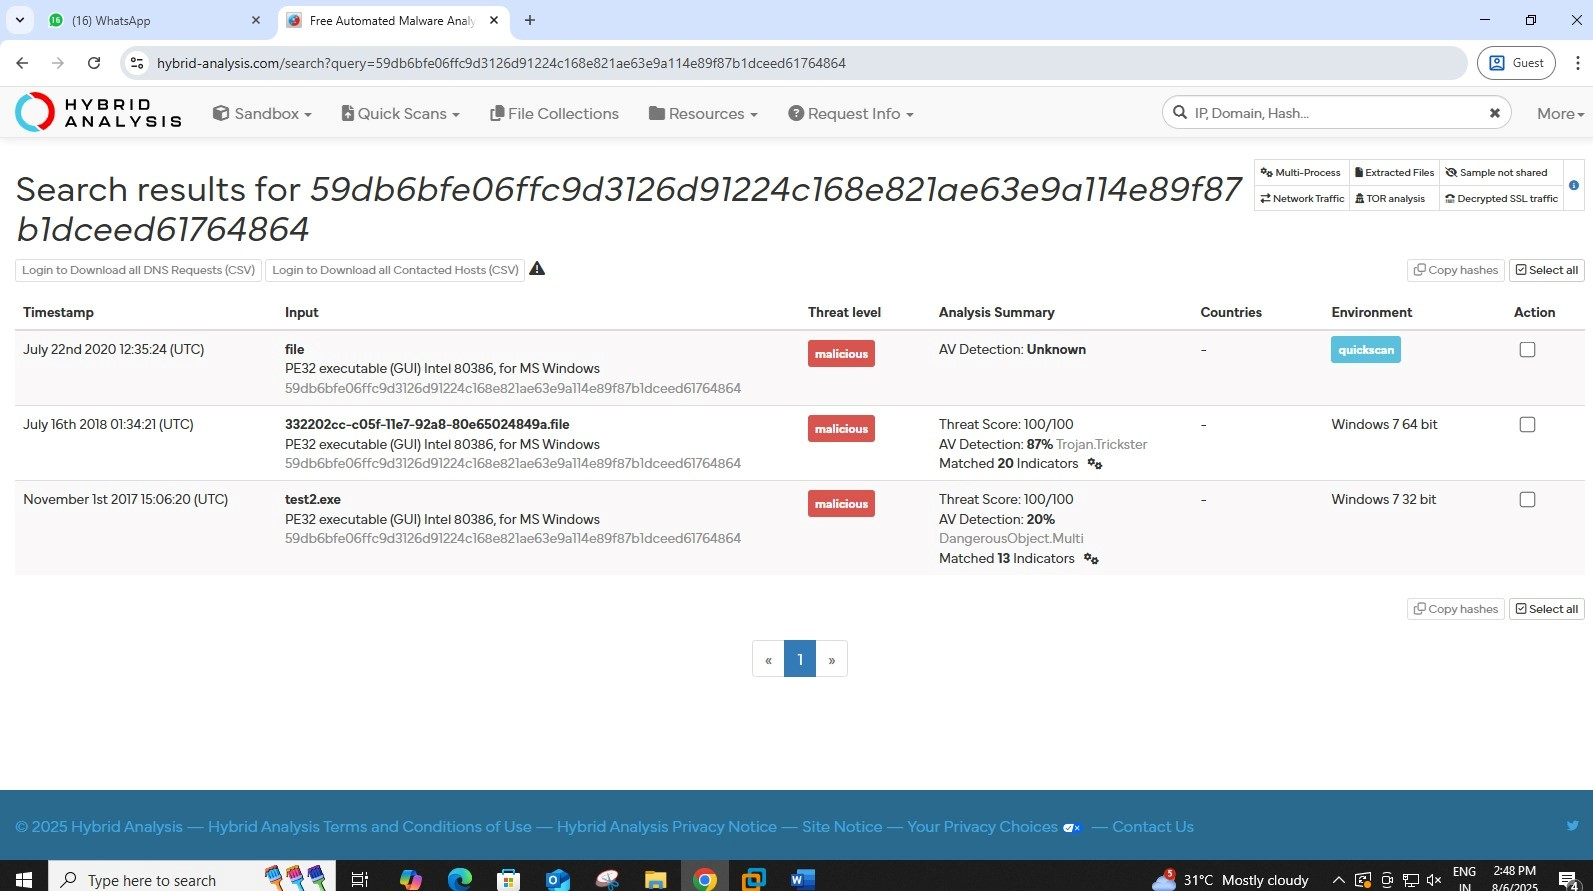 16
(16) WhatsApp
Free Automated Malware Analy
hybrid-analysis.com/search?query=59db6bfe06ffc9d3126d91224c168e821ae63e9a114e89f87b1dceed61764864
Guest
HYBRID
ANALYSIS
Sandbox
Quick Scans
File Collections
Resources
Request Info
IP, Domain, Hash...
More
Search results for 59db6bfe06ffc9d3126d91224c168e821ae63e9a114e89f87
b1dceed61764864
Multi-Process
Extracted Files
Sample not shared
Network Traffic
TOR analysis
Decrypted SSL traffic
Login to Download all DNS Requests (CSV)
Login to Download all Contacted Hosts (CSV)
Copy hashes
Select all
Timestamp Input Threat level Analysis Summary Countries Environment Action
July 22nd 2020 12:35:24 (UTC)
file
PE32 executable (GUI) Intel 80386, for MS Windows
59db6bfe06ffc9d3126d91224c168e821ae63e9a114e89f87b1dceed61764864
malicious
AV Detection: Unknown
-
quickscan
July 16th 2018 01:34:21 (UTC)
332202cc-c05f-11e7-92a8-80e65024849a.file
PE32 executable (GUI) Intel 80386, for MS Windows
59db6bfe06ffc9d3126d91224c168e821ae63e9a114e89f87b1dceed61764864
malicious
Threat Score: 100/100
AV Detection: 87% Trojan.Trickster
Matched 20 Indicators
-
Windows 7 64 bit
November 1st 2017 15:06:20 (UTC)
test2.exe
PE32 executable (GUI) Intel 80386, for MS Windows
59db6bfe06ffc9d3126d91224c168e821ae63e9a114e89f87b1dceed61764864
malicious
Threat Score: 100/100
AV Detection: 20%
DangerousObject.Multi
Matched 13 Indicators
-
Windows 7 32 bit
Copy hashes
Select all
« 1 »
© 2025 Hybrid Analysis — Hybrid Analysis Terms and Conditions of Use — Hybrid Analysis Privacy Notice — Site Notice — Your Privacy Choices — Contact Us
Type here to search
5
31°C Mostly cloudy
ENG
IN
2:48 PM
8/6/2025
4